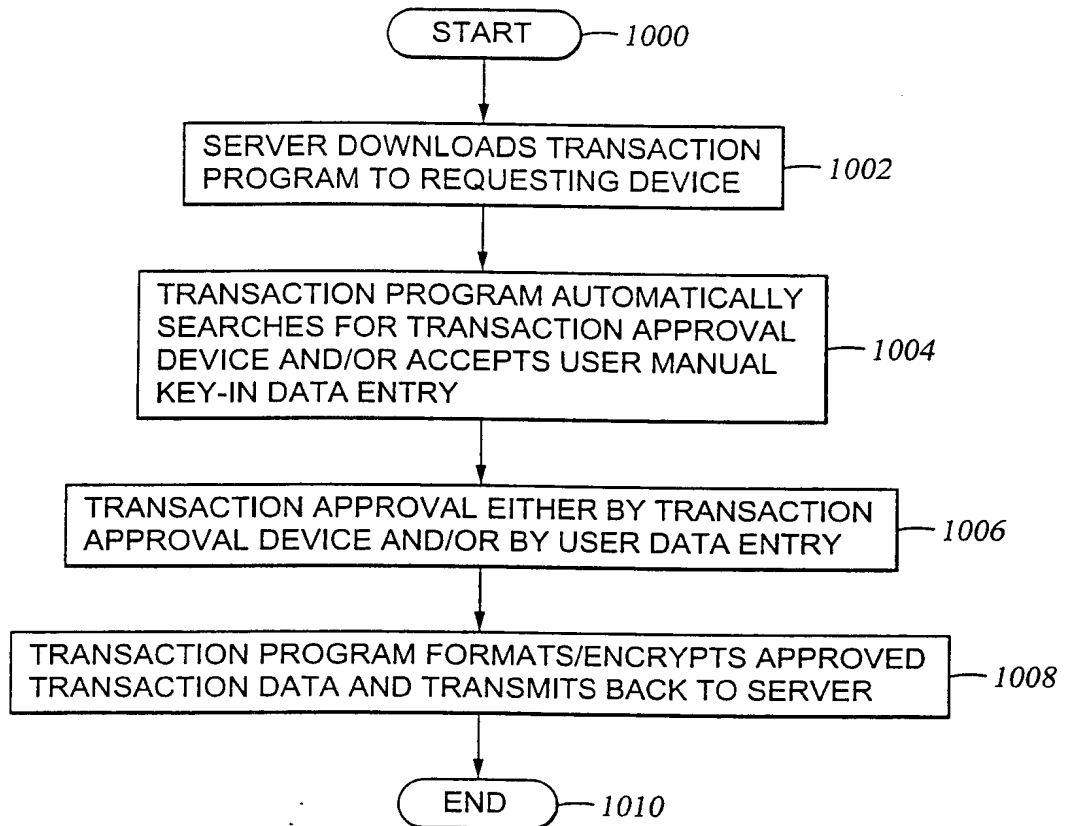 START
1000
SERVER DOWNLOADS TRANSACTION
PROGRAM TO REQUESTING DEVICE
1002
TRANSACTION PROGRAM AUTOMATICALLY
SEARCHES FOR TRANSACTION APPROVAL
DEVICE AND/OR ACCEPTS USER MANUAL
KEY-IN DATA ENTRY
1004
TRANSACTION APPROVAL EITHER BY TRANSACTION
APPROVAL DEVICE AND/OR BY USER DATA ENTRY
1006
TRANSACTION PROGRAM FORMATS/ENCRYPTS APPROVED
TRANSACTION DATA AND TRANSMITS BACK TO SERVER
1008
END
1010